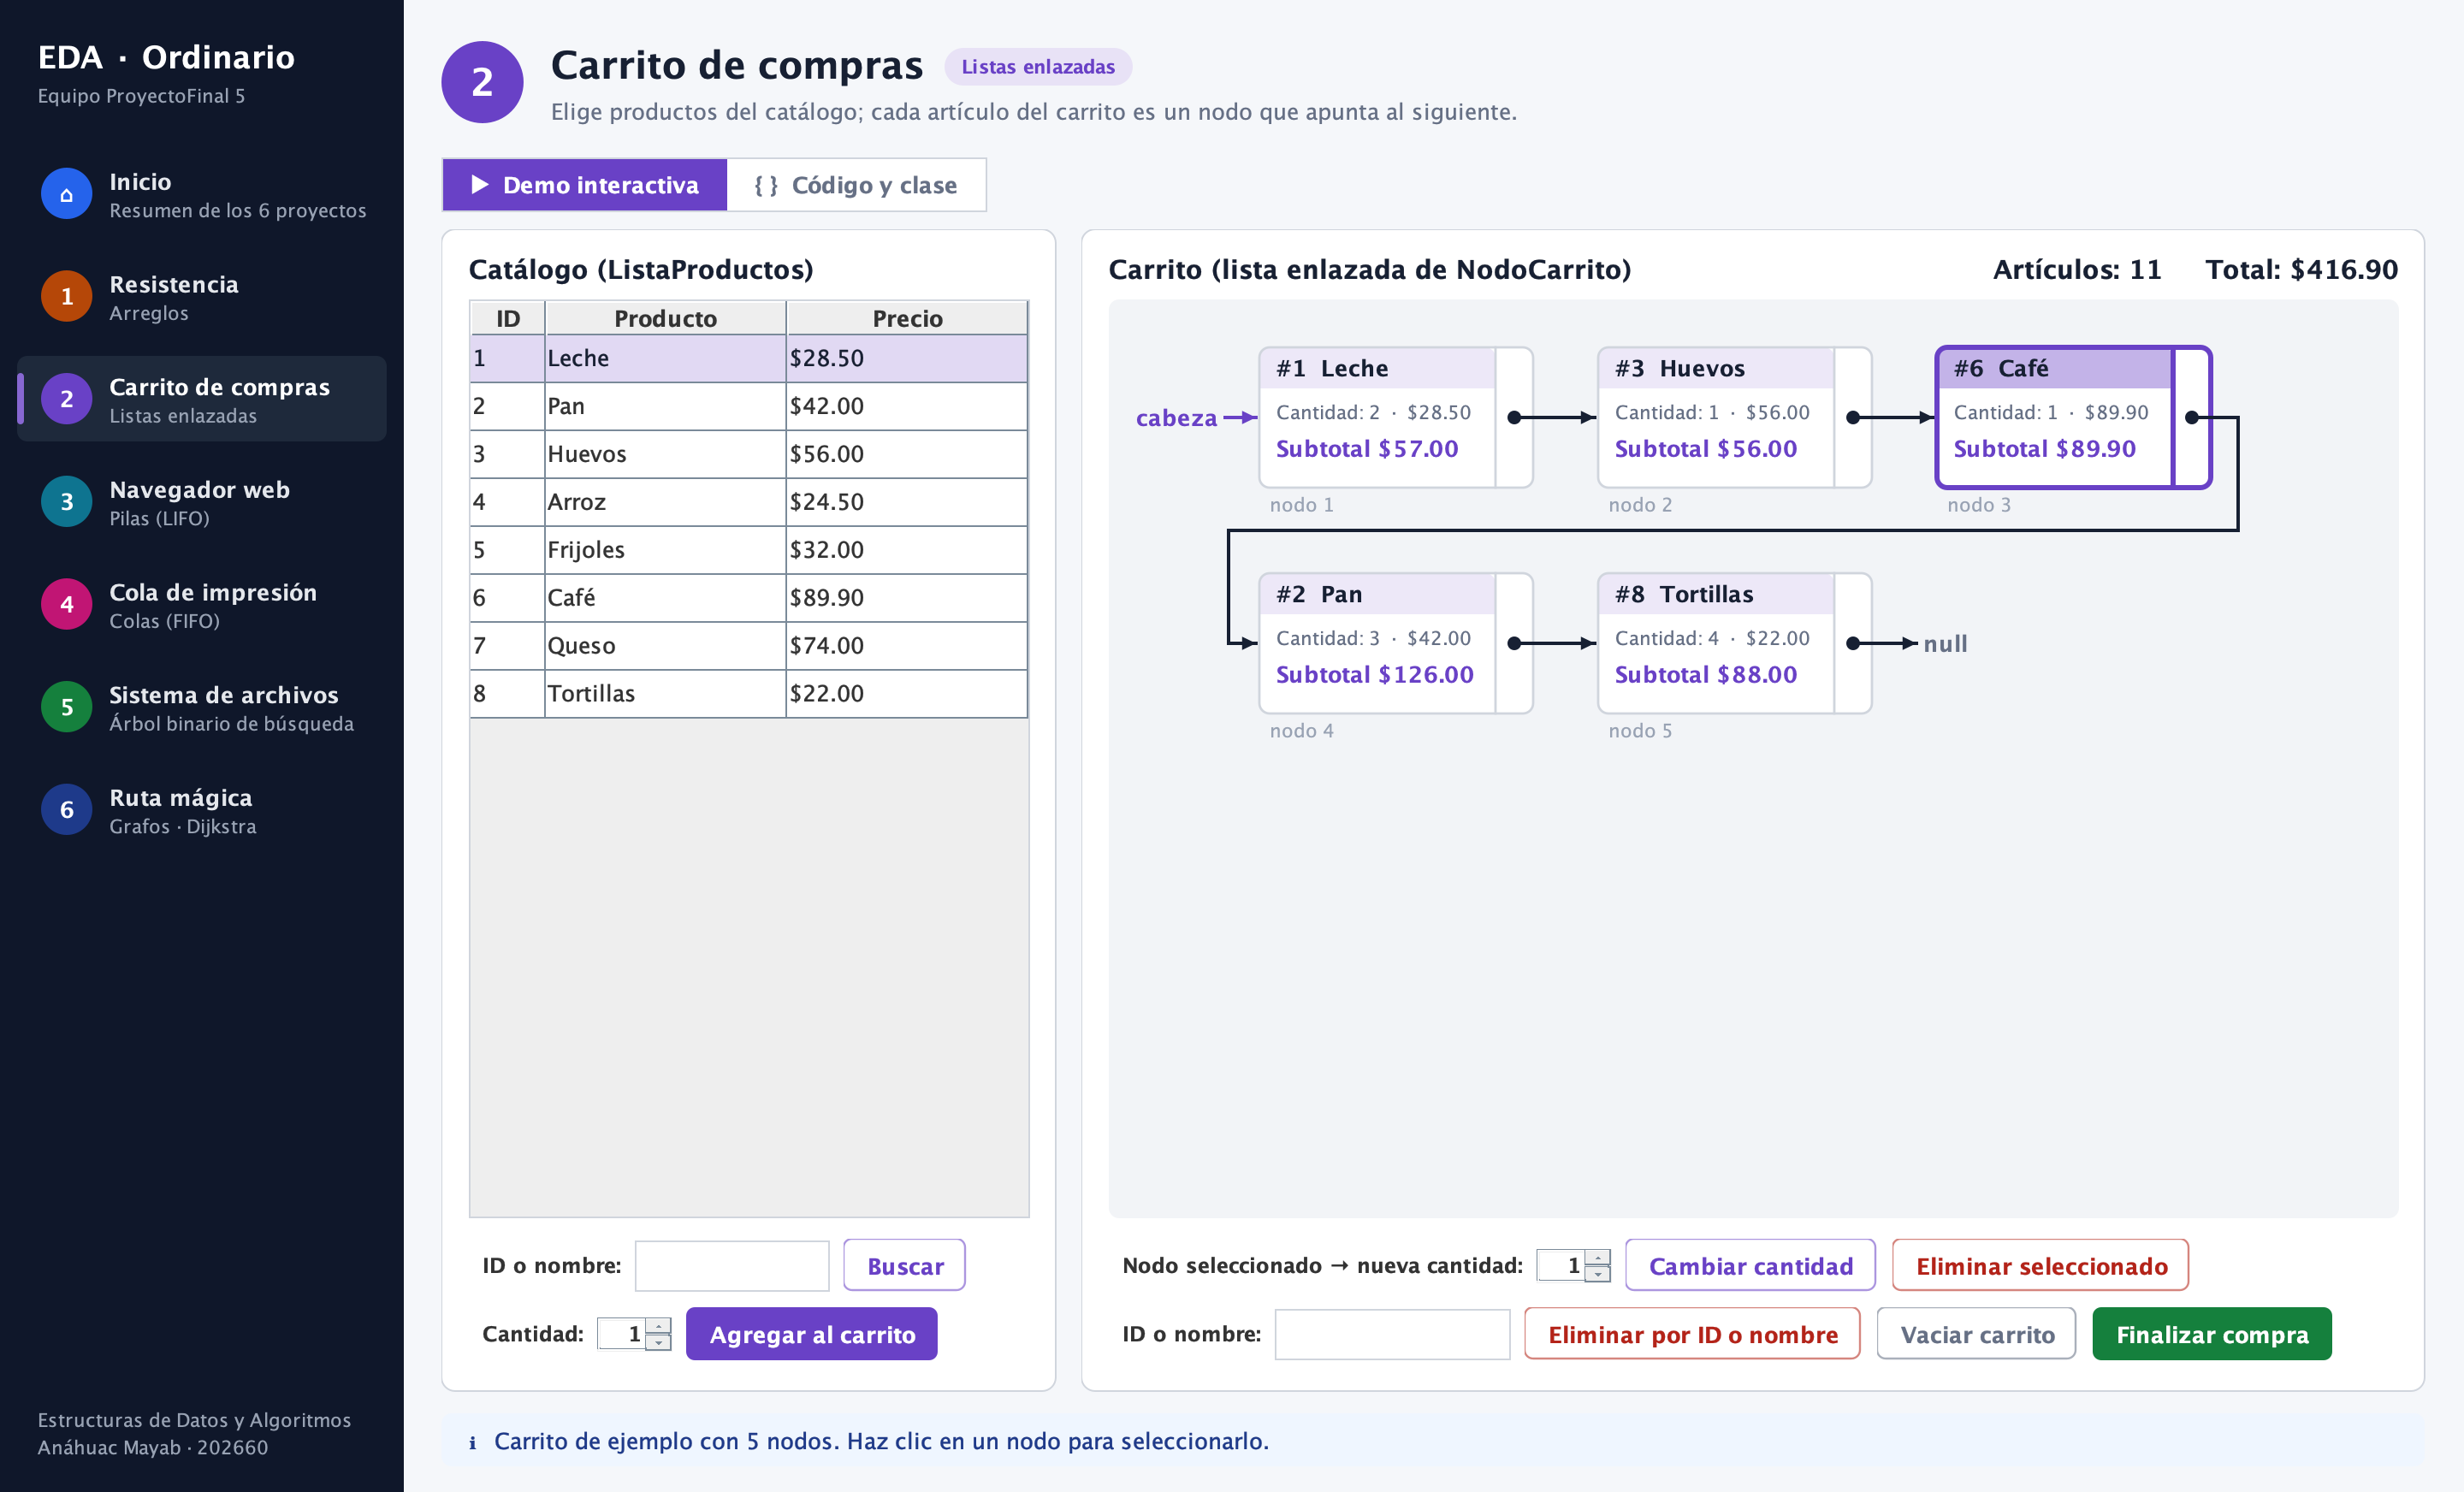 EDA · Ordinario
Equipo ProyectoFinal 5
Inicio
Resumen de los 6 proyectos
1
Resistencia
Arreglos
2
Carrito de compras
Listas enlazadas
3
Navegador web
Pilas (LIFO)
4
Cola de impresión
Colas (FIFO)
5
Sistema de archivos
Árbol binario de búsqueda
6
Ruta mágica
Grafos · Dijkstra
Estructuras de Datos y Algoritmos
Anáhuac Mayab · 202660
2
Carrito de compras Listas enlazadas
Elige productos del catálogo; cada artículo del carrito es un nodo que apunta al siguiente.
▶ Demo interactiva { } Código y clase
Catálogo (ListaProductos)
ID Producto Precio
1 Leche $28.50
2 Pan $42.00
3 Huevos $56.00
4 Arroz $24.50
5 Frijoles $32.00
6 Café $89.90
7 Queso $74.00
8 Tortillas $22.00
ID o nombre: Buscar
Cantidad: 1 Agregar al carrito
Carrito (lista enlazada de NodoCarrito) Artículos: 11 Total: $416.90
cabeza
#1 Leche
Cantidad: 2 · $28.50
Subtotal $57.00
nodo 1
#3 Huevos
Cantidad: 1 · $56.00
Subtotal $56.00
nodo 2
#6 Café
Cantidad: 1 · $89.90
Subtotal $89.90
nodo 3
#2 Pan
Cantidad: 3 · $42.00
Subtotal $126.00
nodo 4
#8 Tortillas
Cantidad: 4 · $22.00
Subtotal $88.00
nodo 5
null
Nodo seleccionado → nueva cantidad: 1 Cambiar cantidad Eliminar seleccionado
ID o nombre: Eliminar por ID o nombre Vaciar carrito Finalizar compra
i Carrito de ejemplo con 5 nodos. Haz clic en un nodo para seleccionarlo.